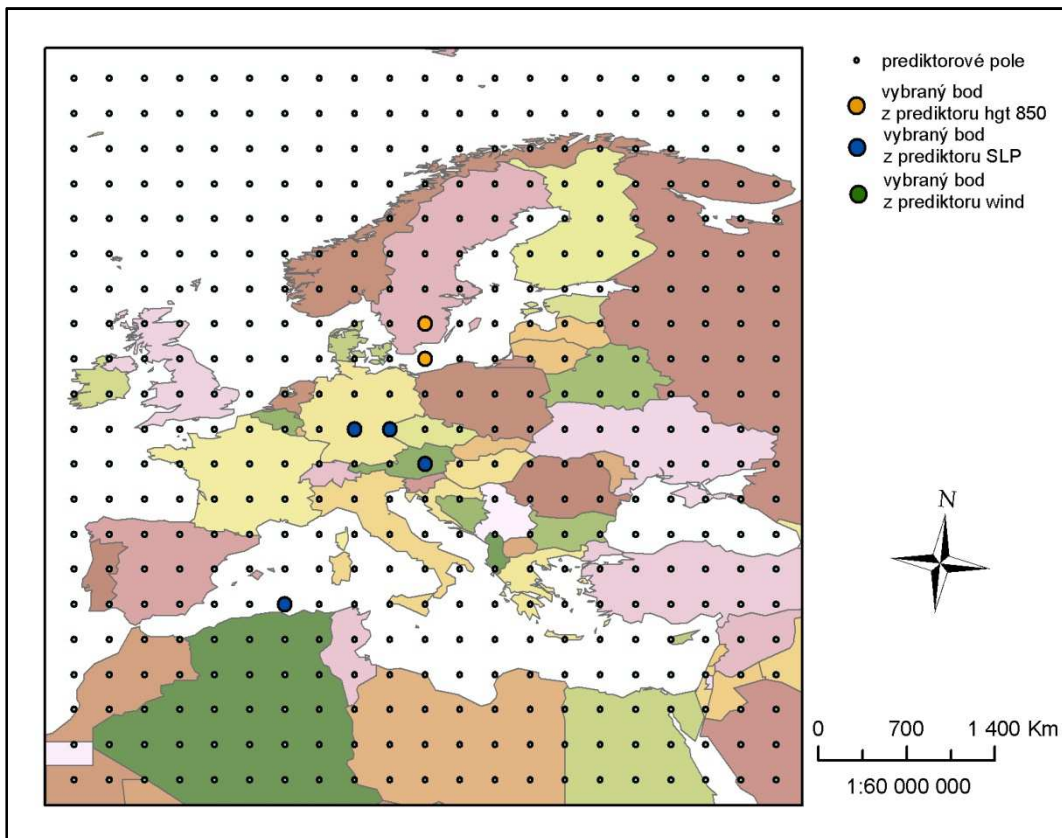 prediktorové pole
vybraný bod
z prediktoru hgt 850
vybraný bod
z prediktoru SLP
vybraný bod
z prediktoru wind
N
0 700 1 400 Km
1:60 000 000